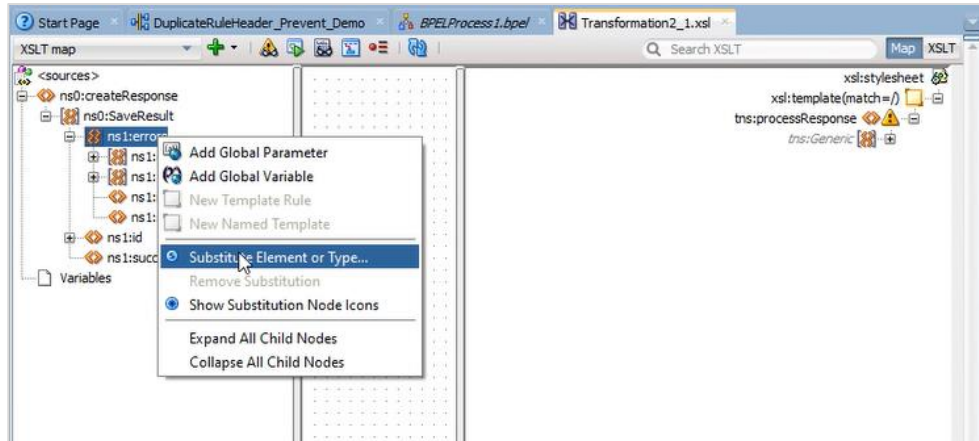 Start Page
DuplicateRuleHeader_Prevent_Demo
BPELProcess1.bpel
Transformation2_1.xsl
XSLT map
Search XSLT
Map
XSLT
<sources>
ns0:createResponse
ns0:SaveResult
ns1:errors
ns1:
ns1:
ns1:
ns1:
ns1:id
ns1:succ
Variables
Add Global Parameter
Add Global Variable
New Template Rule
New Named Template
Substitute Element or Type...
Remove Substitution
Show Substitution Node Icons
Expand All Child Nodes
Collapse All Child Nodes
xsl:stylesheet
xsl:template(match=/)
tns:processResponse
tns:Generic